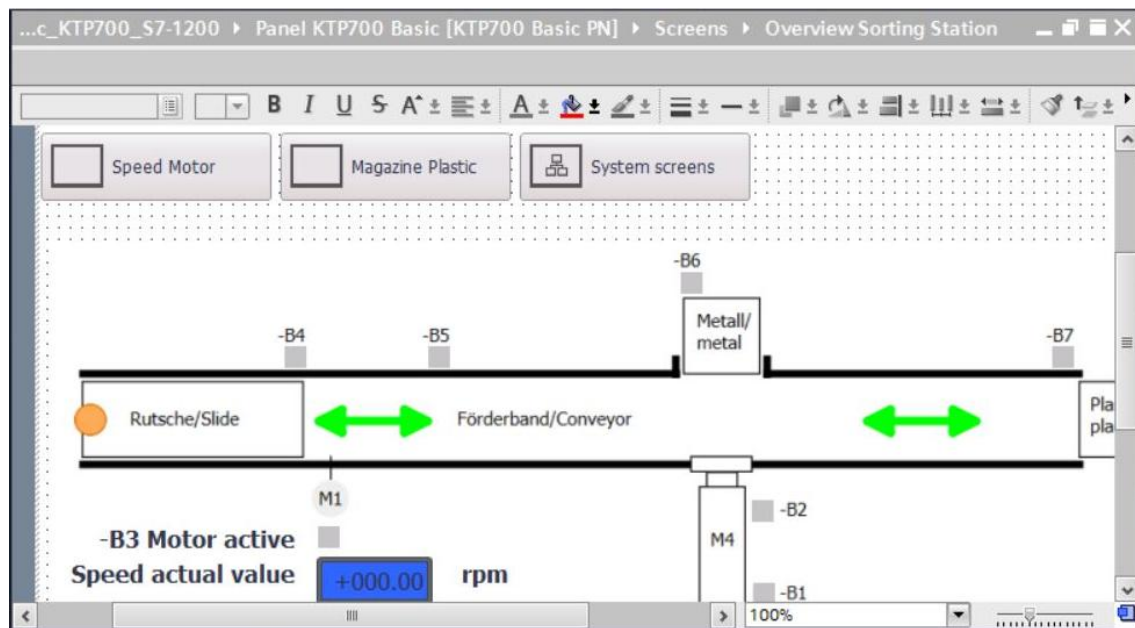 ...c_KTP700_S7-1200 ▸ Panel KTP700 Basic [KTP700 Basic PN] ▸ Screens ▸ Overview Sorting Station
B I U S A A
Speed Motor
Magazine Plastic
System screens
-B6
Metall/
metal
-B4
-B5
-B7
Rutsche/Slide
Förderband/Conveyor
Pla
pla
M1
-B2
-B3 Motor active
M4
Speed actual value
+000.00
rpm
-B1
100%